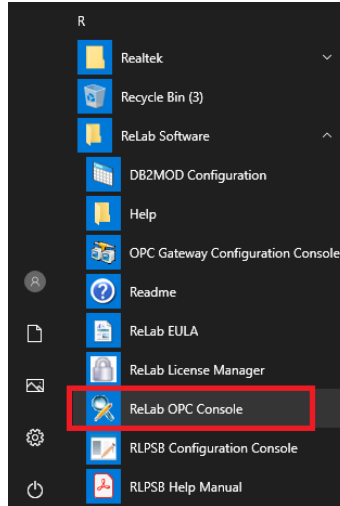 R
Realtek
Recycle Bin (3)
ReLab Software
DB2MOD Configuration
Help
OPC Gateway Configuration Console
Readme
ReLab EULA
ReLab License Manager
ReLab OPC Console
RLPSB Configuration Console
RLPSB Help Manual